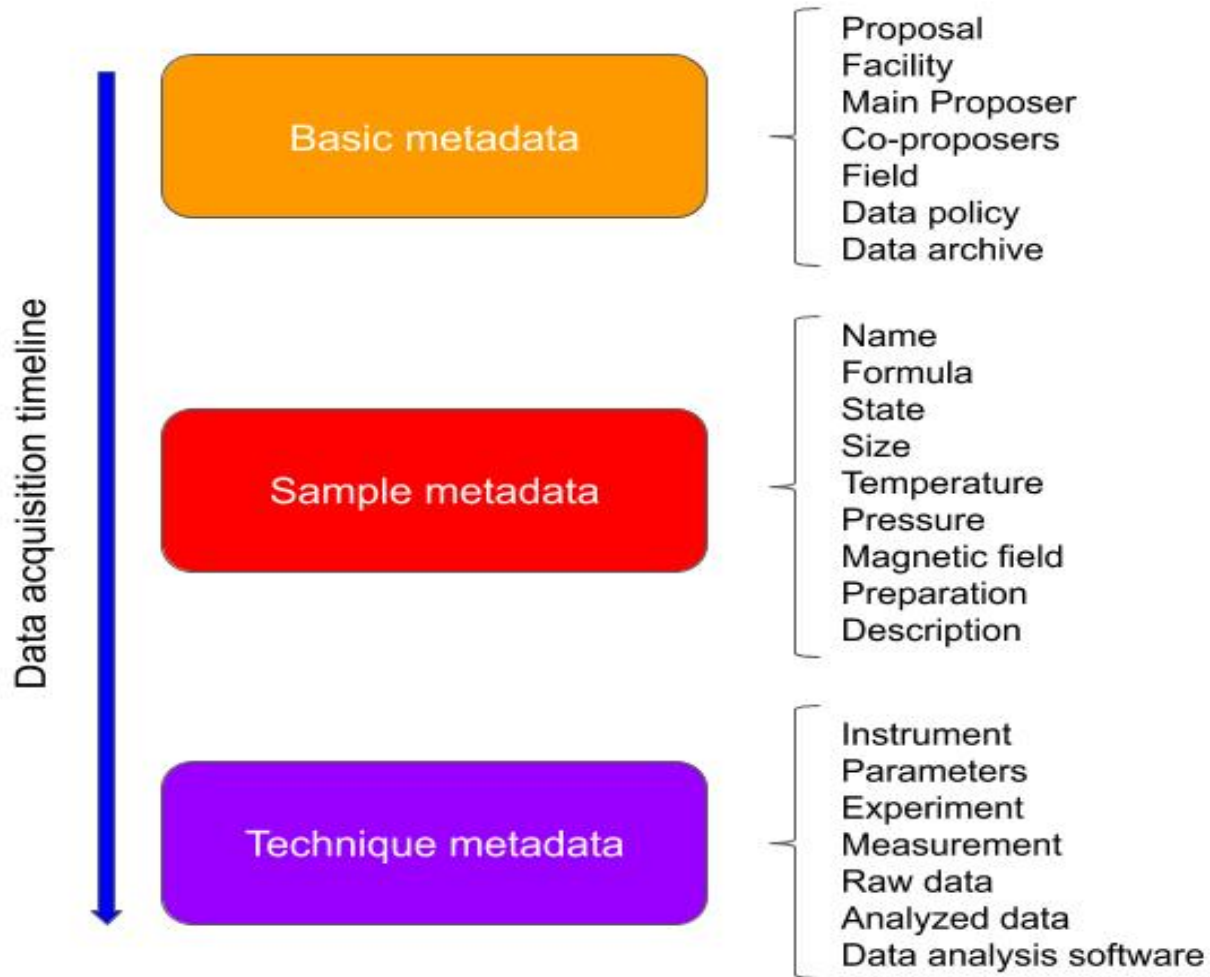 Data acquisition timeline
Basic metadata
Proposal
Facility
Main Proposer
Co-proposers
Field
Data policy
Data archive
Sample metadata
Name
Formula
State
Size
Temperature
Pressure
Magnetic field
Preparation
Description
Technique metadata
Instrument
Parameters
Experiment
Measurement
Raw data
Analyzed data
Data analysis software